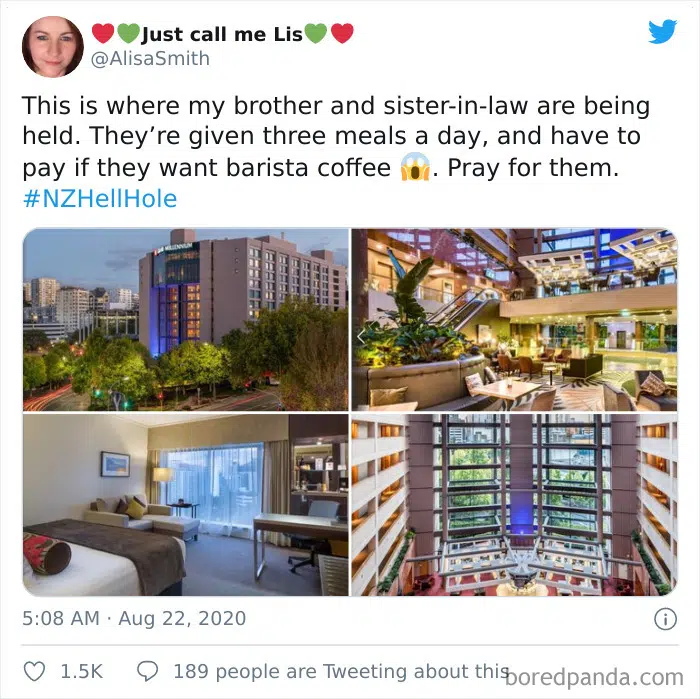 ❤️💚Just call me Lis💚❤️
@AlisaSmith
This is where my brother and sister-in-law are being
held. They’re given three meals a day, and have to
pay if they want barista coffee 😱. Pray for them.
#NZHellHole
MILLENNIUM
5:08 AM · Aug 22, 2020
1.5K 189 people are Tweeting about this
boredpanda.com